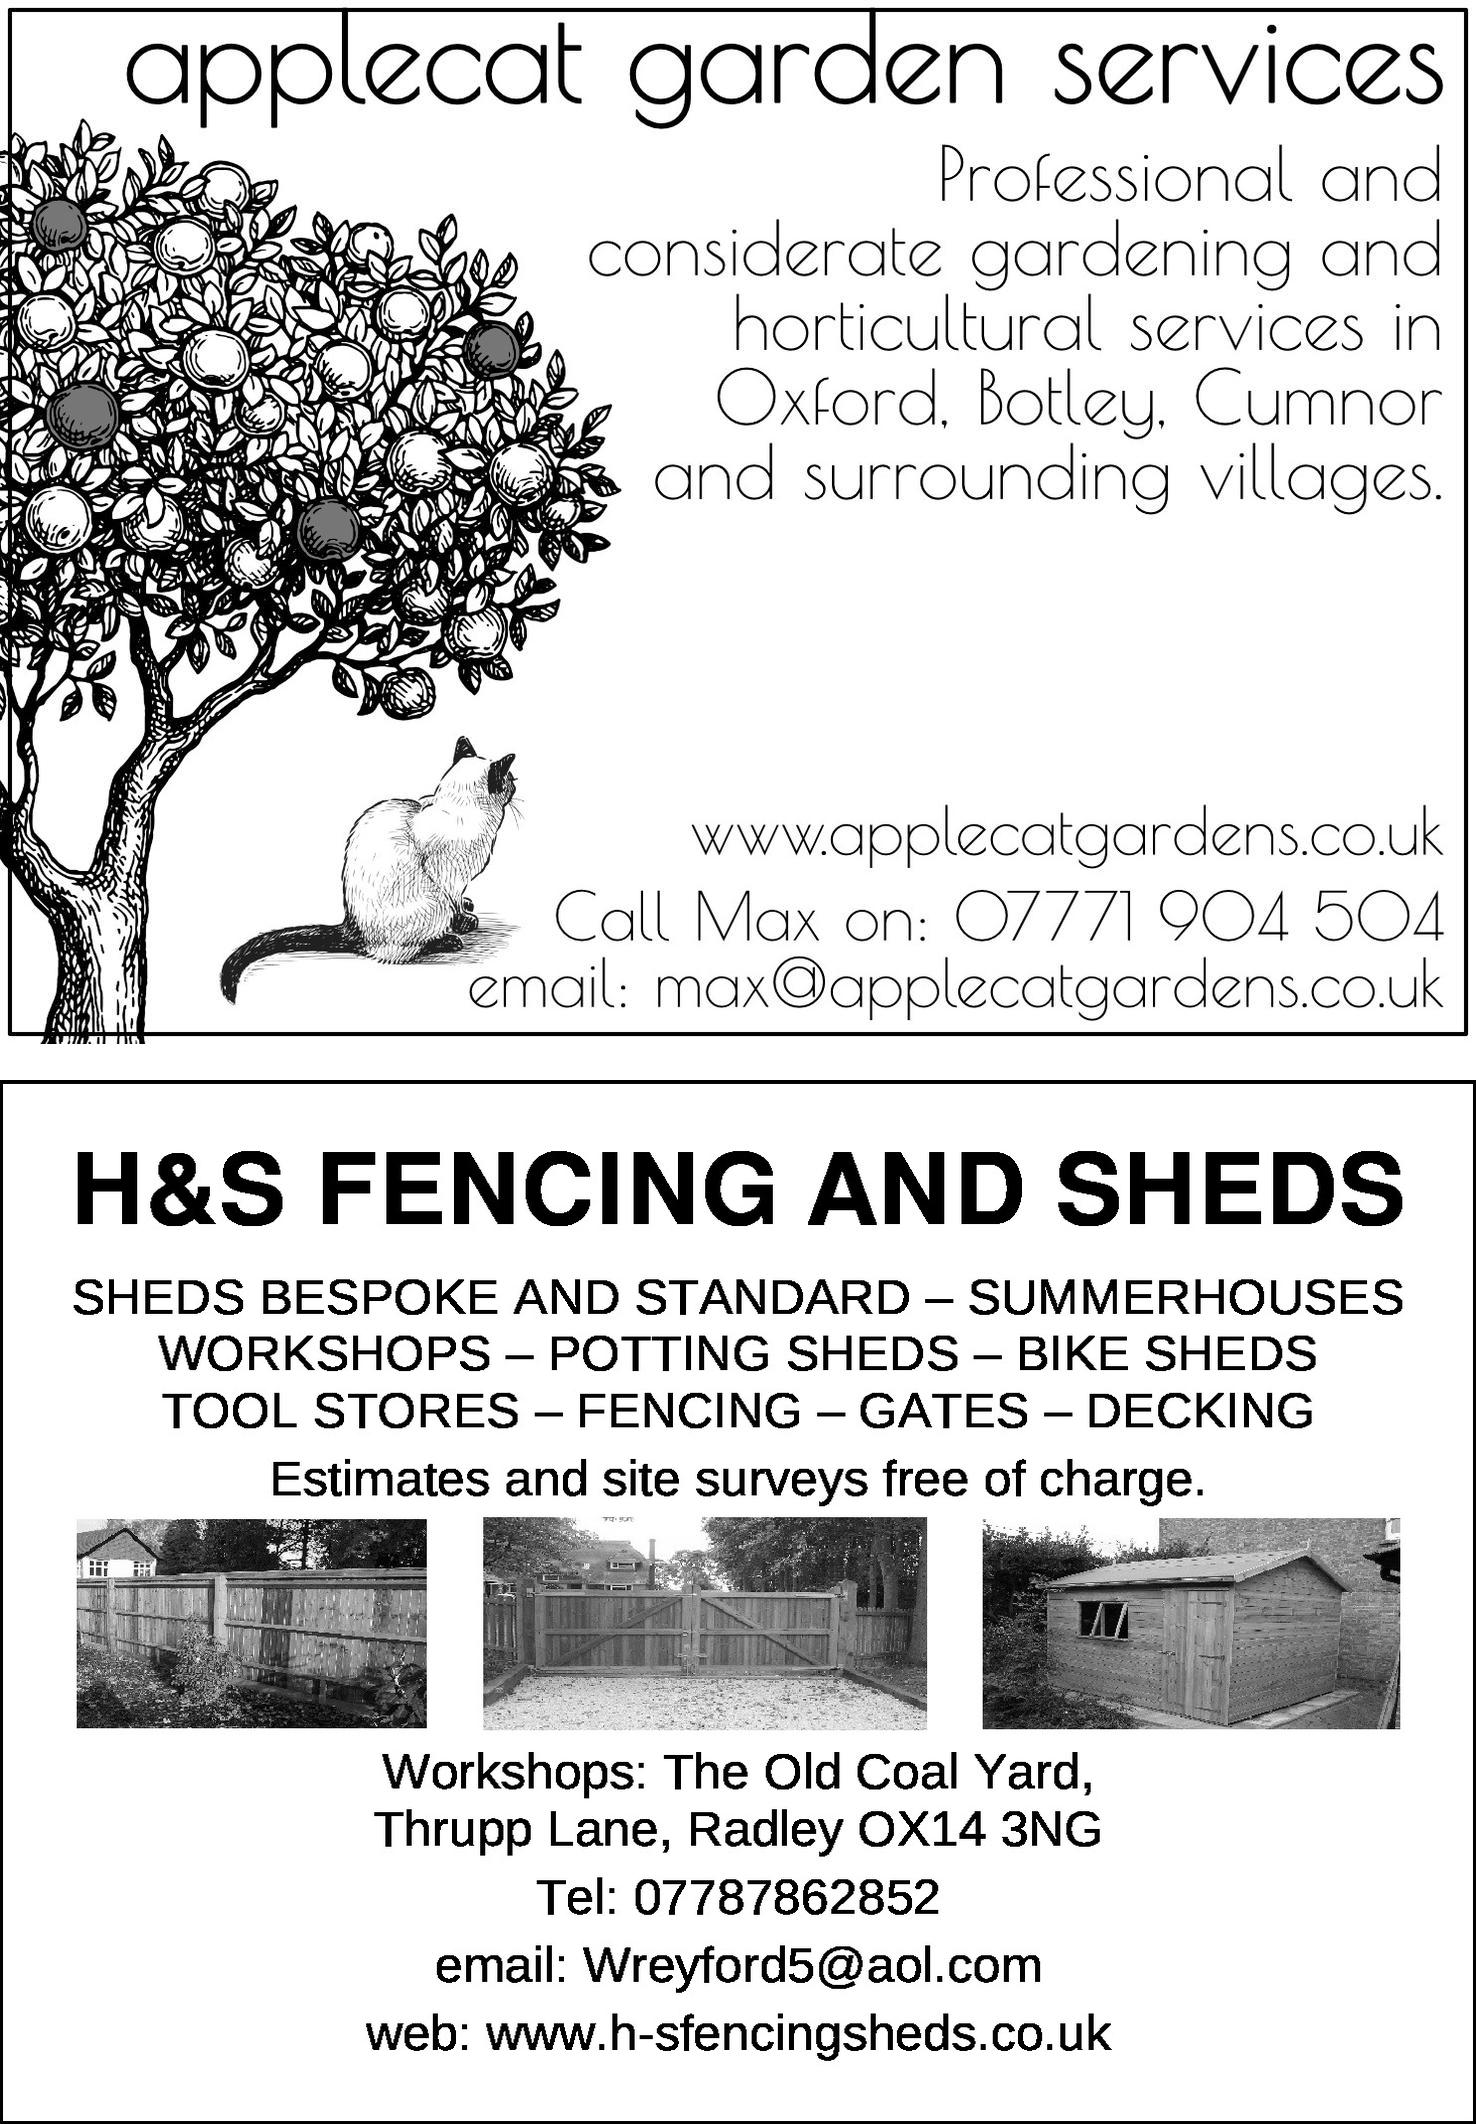 applecat garden services
Professional and
considerate gardening and
horticultural services in
Oxford, Botley, Cumnor
and surrounding villages.
www.applecatgardens.co.uk
Call Max on: 07771 904 504
email: max@applecatgardens.co.uk
H&S FENCING AND SHEDS
SHEDS BESPOKE AND STANDARD – SUMMERHOUSES
WORKSHOPS – POTTING SHEDS – BIKE SHEDS
TOOL STORES – FENCING – GATES – DECKING
Estimates and site surveys free of charge.
Workshops: The Old Coal Yard,
Thrupp Lane, Radley OX14 3NG
Tel: 07787862852
email: Wreyford5@aol.com
web: www.h-sfencingsheds.co.uk